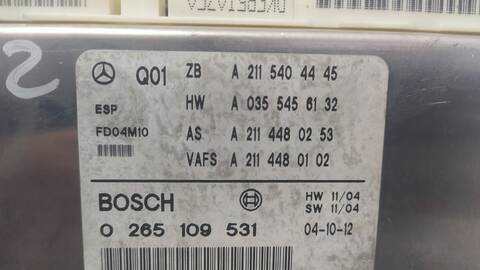 Q01 ZB A 211 540 44 45
ESP HW A 035 545 61 32
FD04M10 AS A 211 448 02 53
VAFS A 211 448 01 02
BOSCH HW 11/04
SW 11/04
0 265 109 531 04-10-12